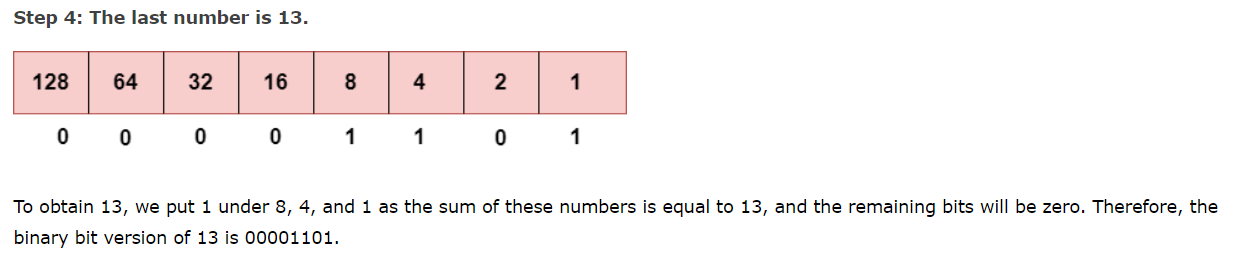 Step 4: The last number is 13.
128 64 32 16 8 4 2 1
0 0 0 0 1 1 0 1
To obtain 13, we put 1 under 8, 4, and 1 as the sum of these numbers is equal to 13, and the remaining bits will be zero. Therefore, the
binary bit version of 13 is 00001101.